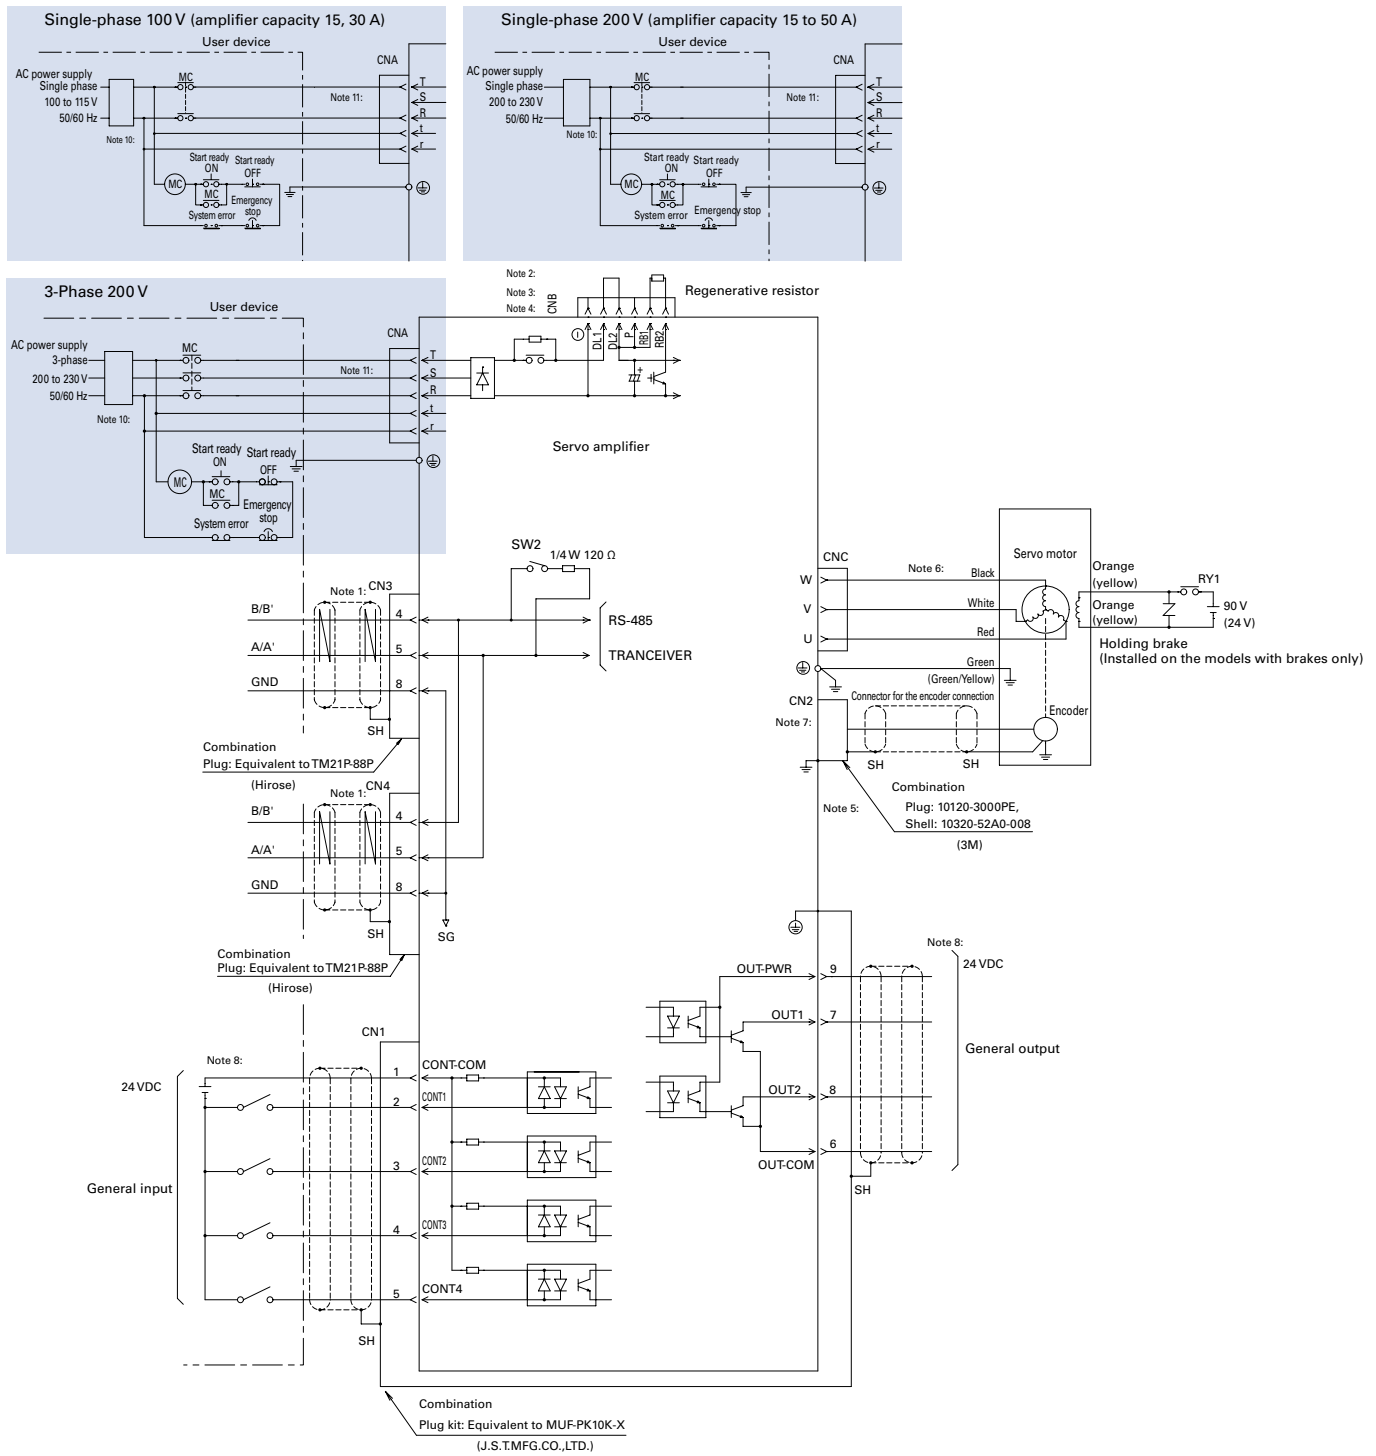 Single-phase 100 V (amplifier capacity 15, 30 A)
User device
CNA
AC power supply
Single phase
100 to 115 V
50/60 Hz
MC
Note 11:
Note 10:
T
S
R
t
r
Start ready
ON
Start ready
OFF
MC
MC
Emergency
stop
System error
Single-phase 200 V (amplifier capacity 15 to 50 A)
User device
CNA
AC power supply
Single phase
200 to 230 V
50/60 Hz
MC
Note 11:
Note 10:
T
S
R
t
r
Start ready
ON
Start ready
OFF
MC
MC
System error
Emergency stop
3-Phase 200 V
User device
CNA
AC power supply
3-phase
200 to 230 V
50/60 Hz
MC
Note 11:
Note 10:
T
S
R
t
r
Start ready
ON
Start ready
OFF
MC
MC
Emergency
stop
System error
Note 2:
Note 3:
Note 4:
CNB
Regenerative resistor
DL1
DL2
P
RB1
RB2
+
Servo amplifier
SW2
1/4 W 120 Ω
Note 1:
CN3
B/B'
4
RS-485
A/A'
5
TRANCEIVER
GND
8
SH
Combination
Plug: Equivalent to TM21P-88P
(Hirose)
Note 1:
CN4
B/B'
4
A/A'
5
GND
8
SH
SG
Combination
Plug: Equivalent to TM21P-88P
(Hirose)
CNC
W
V
U
Note 6:
Black
White
Red
Green
(Green/Yellow)
Servo motor
Orange
(yellow)
Orange
(yellow)
RY1
90 V
(24 V)
Holding brake
(Installed on the models with brakes only)
CN2
Connector for the encoder connection
Note 7:
Encoder
SH
SH
Note 5:
Combination
Plug: 10120-3000PE,
Shell: 10320-52A0-008
(3M)
Note 8:
24 VDC
OUT-PWR
9
OUT1
7
General output
OUT2
8
6
OUT-COM
SH
CN1
Note 8:
24 VDC
1
CONT-COM
2
CONT1
3
CONT2
General input
4
CONT3
5
CONT4
SH
Combination
Plug kit: Equivalent to MUF-PK10K-X
(J.S.T.MFG.CO.,LTD.)